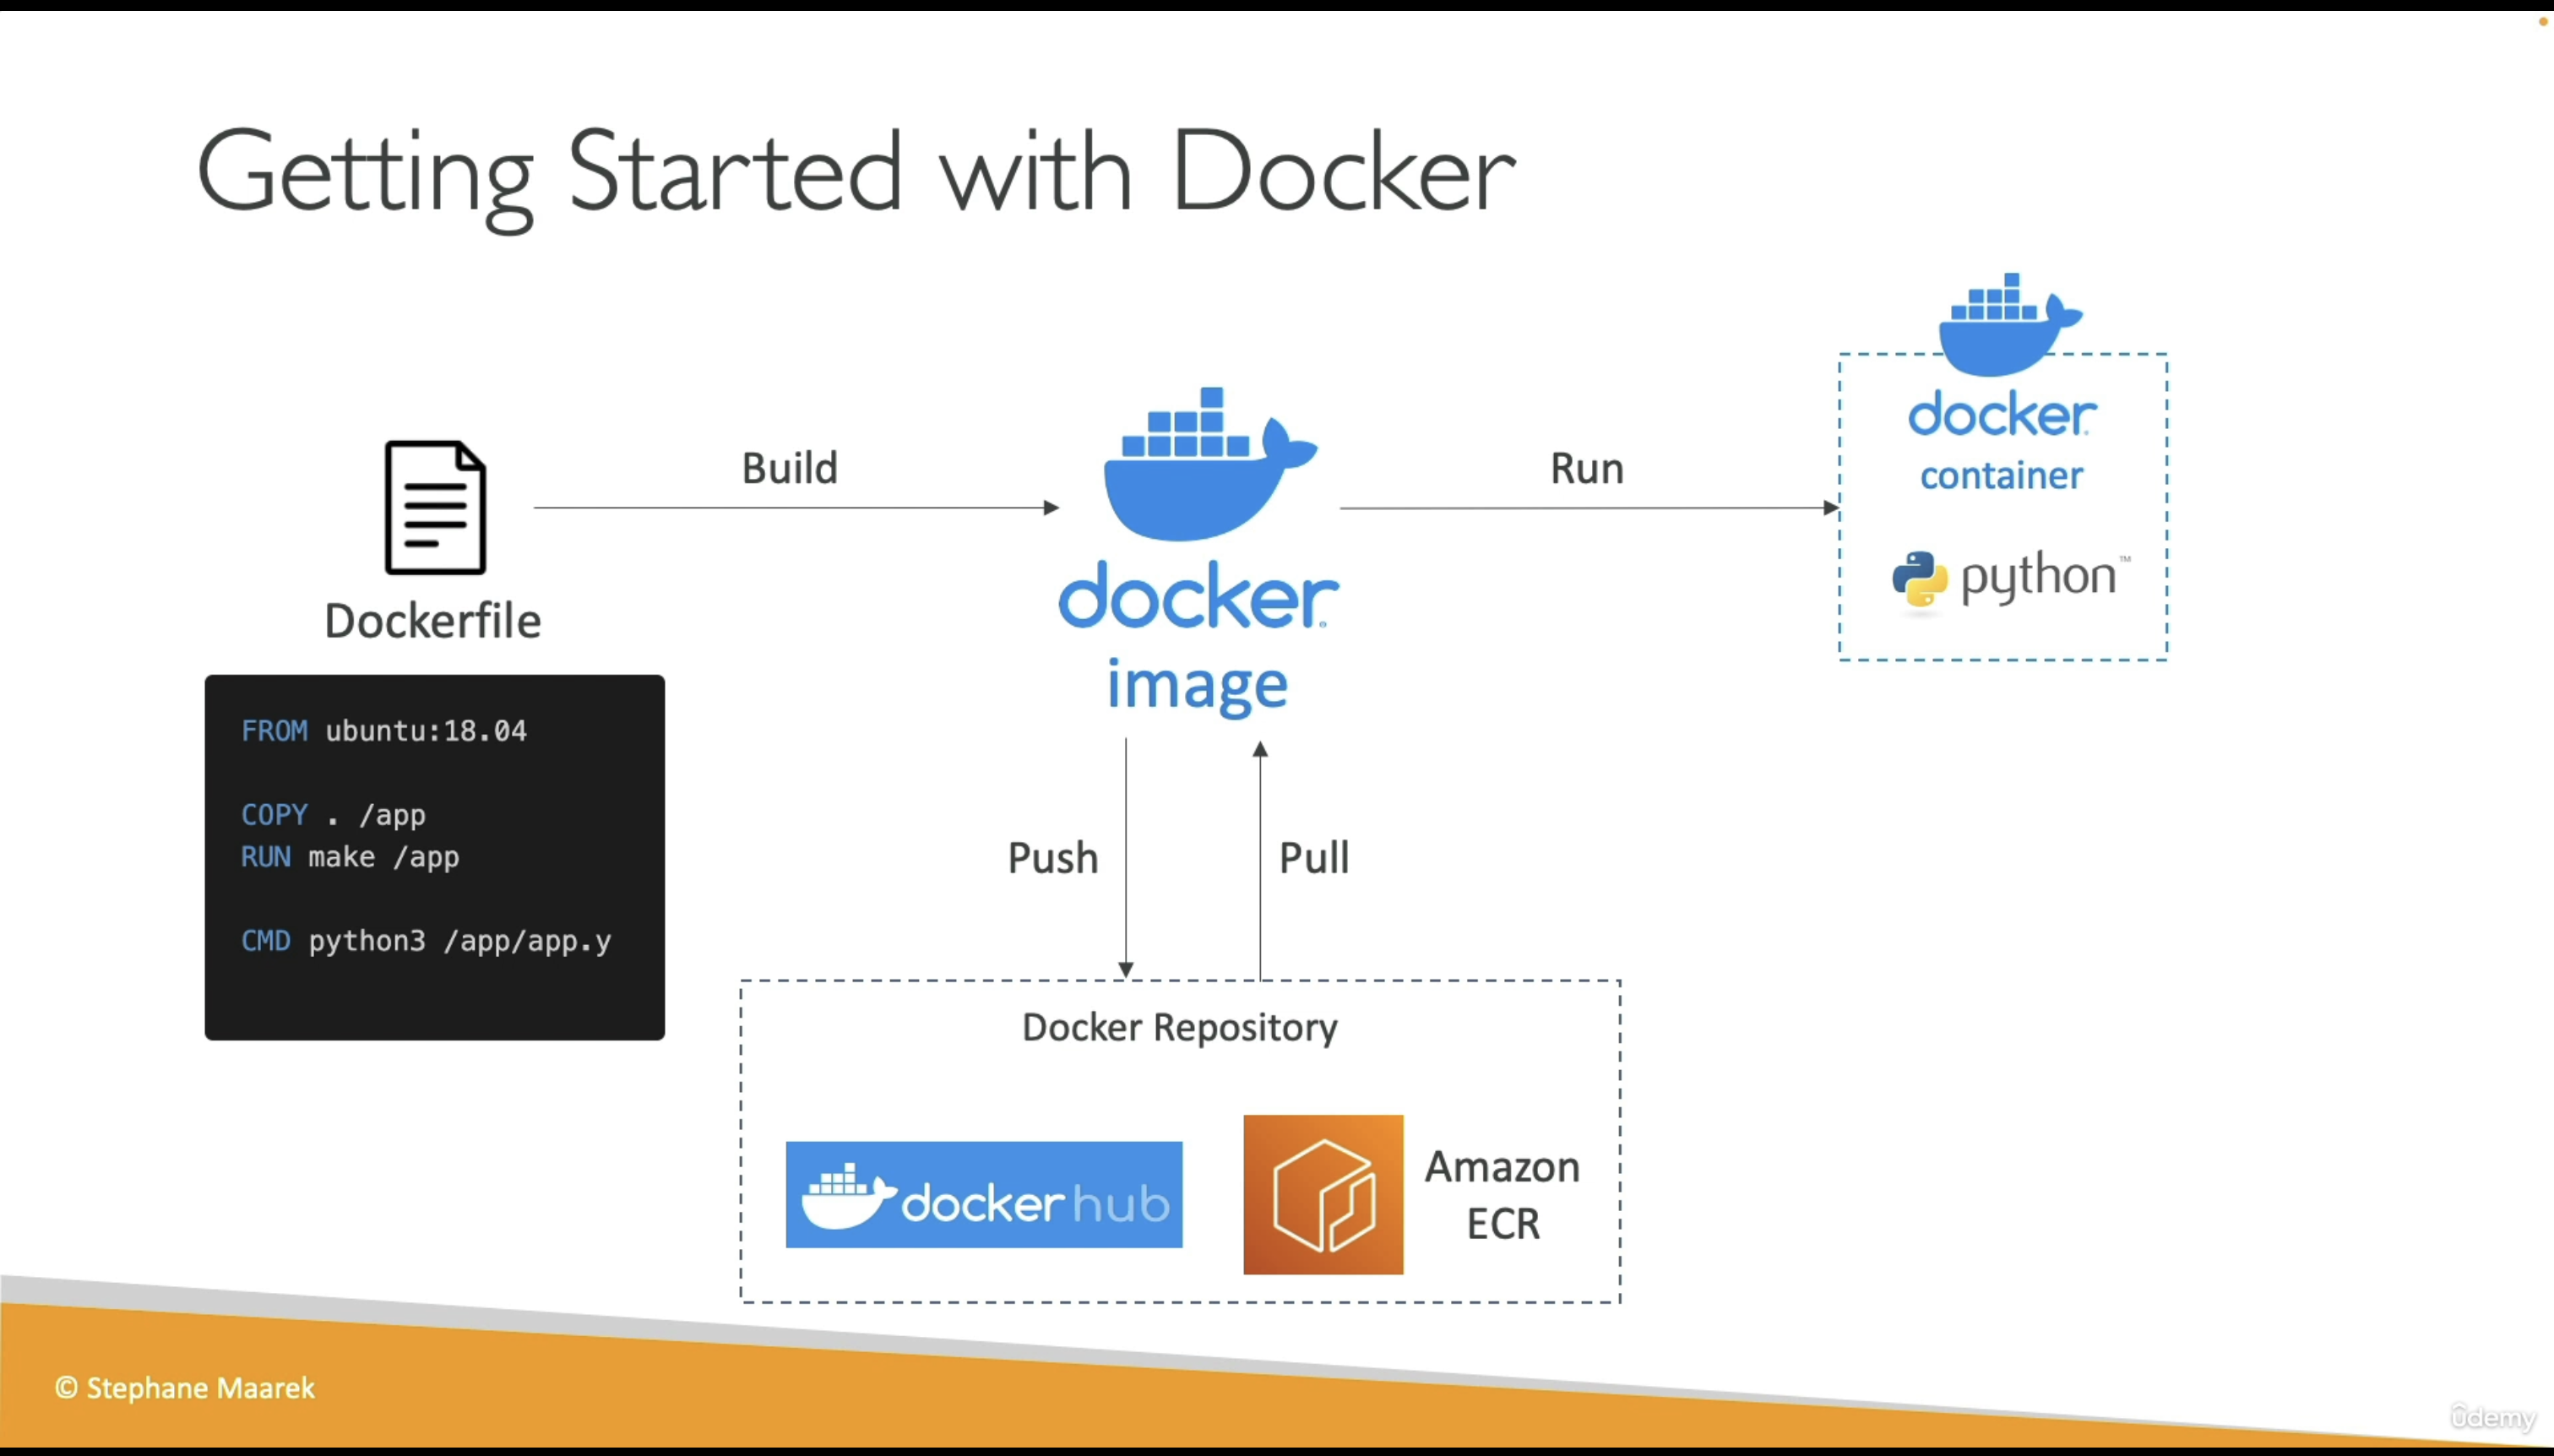 Getting Started with Docker
Dockerfile
FROM ubuntu:18.04
COPY . /app
RUN make /app
CMD python3 /app/app.y
Build
docker
image
Run
docker
container
python™
Push
Pull
Docker Repository
docker hub
Amazon
ECR
© Stephane Maarek
ûdemy